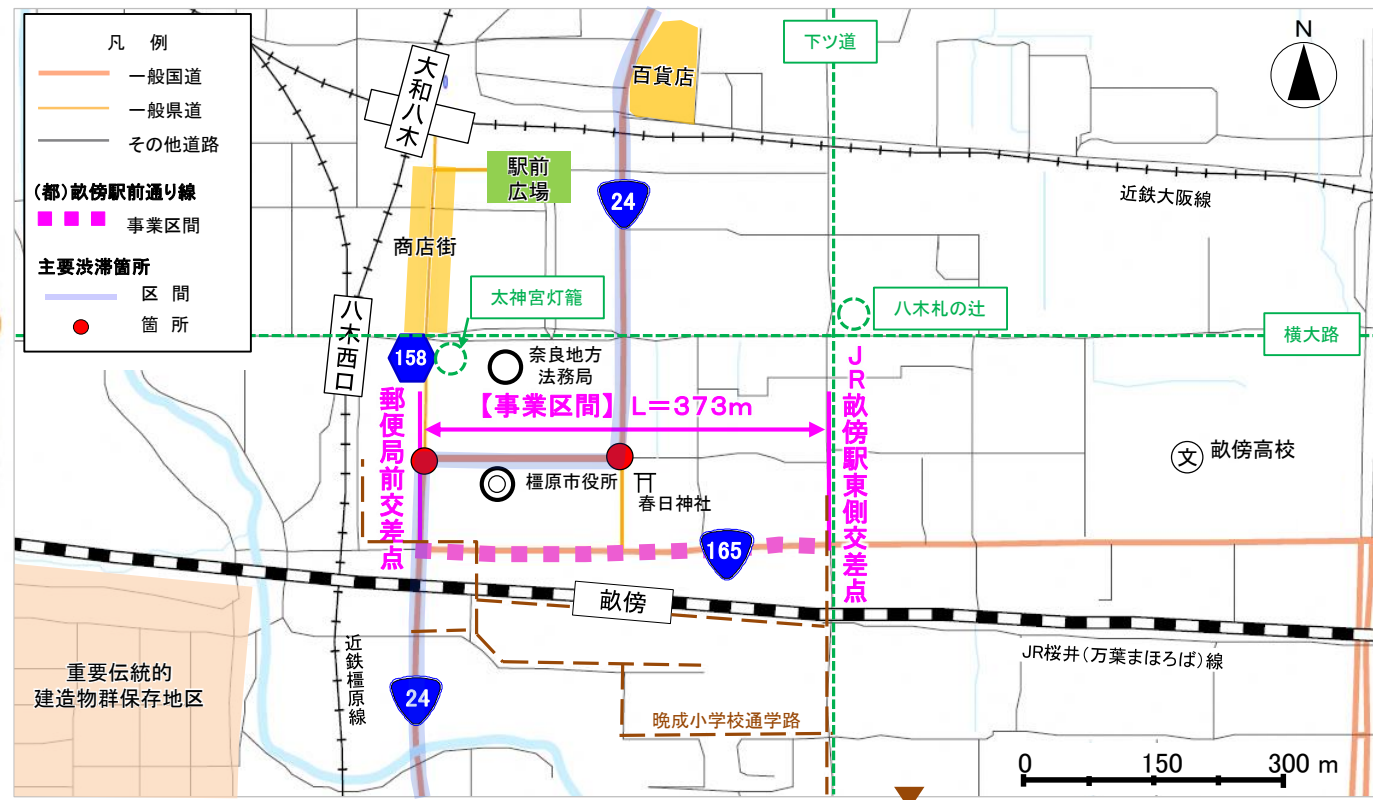 凡 例
一般国道
一般県道
その他道路
(都)畝傍駅前通り線
事業区間
主要渋滞箇所
区 間
箇 所
大和八木
百貨店
下ツ道
N
駅前
広場
24
近鉄大阪線
商店街
太神宮灯籠
八木札の辻
横大路
八木西口
158
奈良地方
法務局
【事業区間】L=373m
郵便局前交差点
JR畝傍駅東側交差点
文
畝傍高校
橿原市役所
春日神社
165
畝傍
JR桜井(万葉まほろば)線
重要伝統的
建造物群保存地区
近鉄橿原線
24
晩成小学校通学路
0 150 300 m